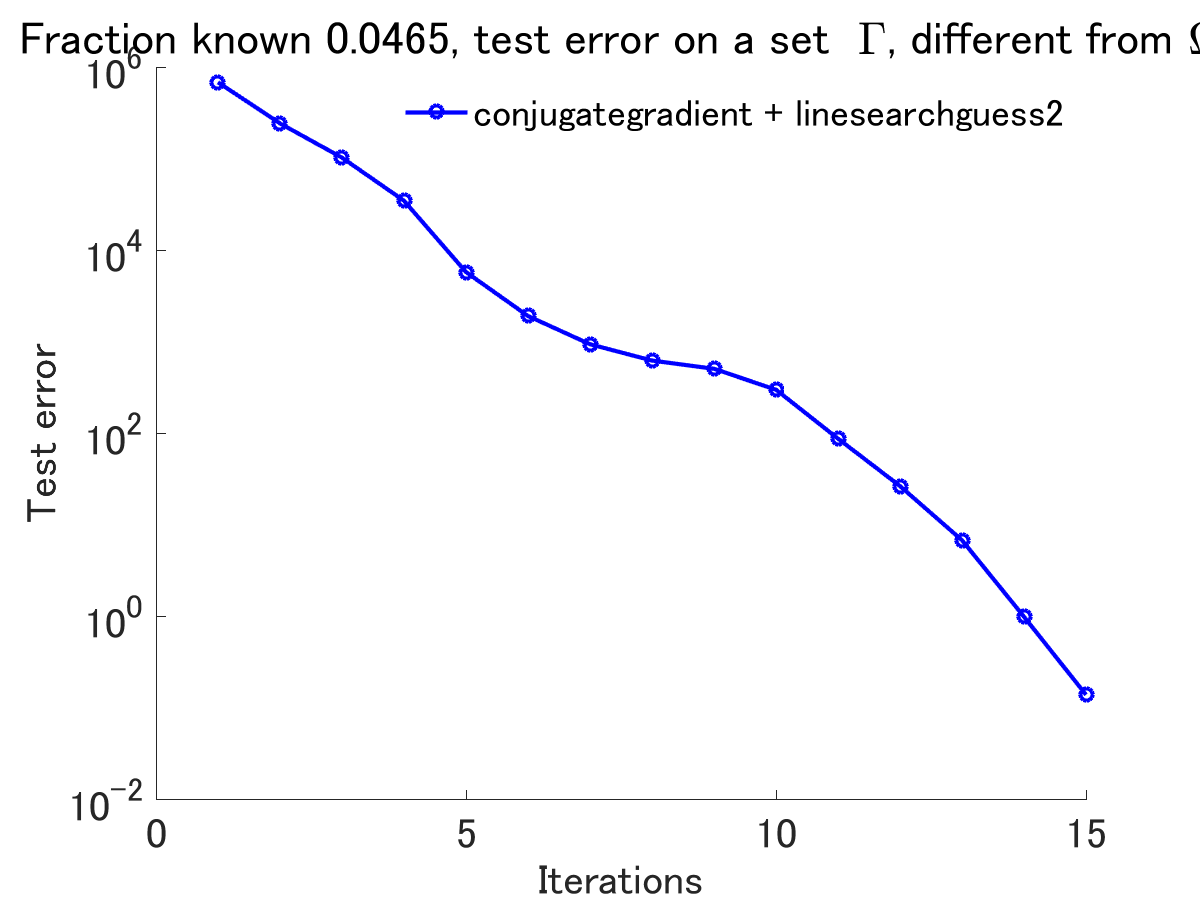 Fraction known 0.0465, test error on a set Γ, different from
conjugategradient + linesearchguess2
10^6
10^4
10^2
10^0
10^−2
Test error
0 5 10 15
Iterations